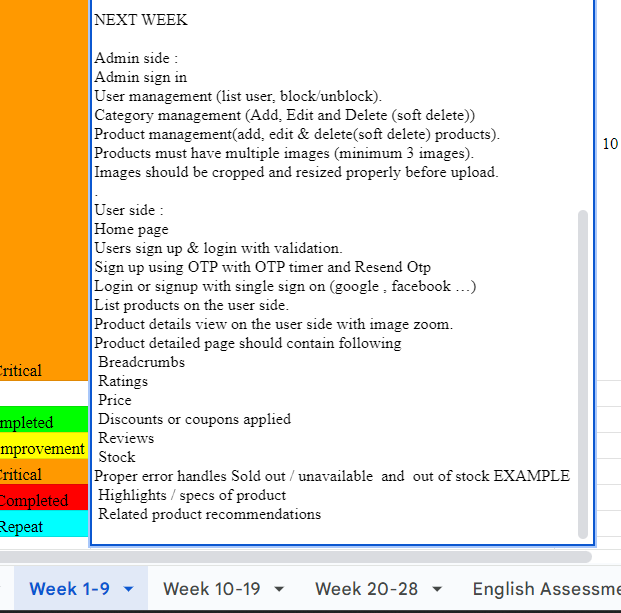 NEXT WEEK
Admin side :
Admin sign in
User management (list user, block/unblock).
Category management (Add, Edit and Delete (soft delete))
Product management(add, edit & delete(soft delete) products).
Products must have multiple images (minimum 3 images).
Images should be cropped and resized properly before upload.
.
User side :
Home page
Users sign up & login with validation.
Sign up using OTP with OTP timer and Resend Otp
Login or signup with single sign on (google , facebook …)
List products on the user side.
Product details view on the user side with image zoom.
Product detailed page should contain following
Breadcrumbs
Ratings
Price
Discounts or coupons applied
Reviews
Stock
Proper error handles Sold out / unavailable  and  out of stock EXAMPLE
Highlights / specs of product
Related product recommendations
10
Critical
mpleted
mprovement
Critical
Completed
Repeat
Week 1-9
Week 10-19
Week 20-28
English Assessme